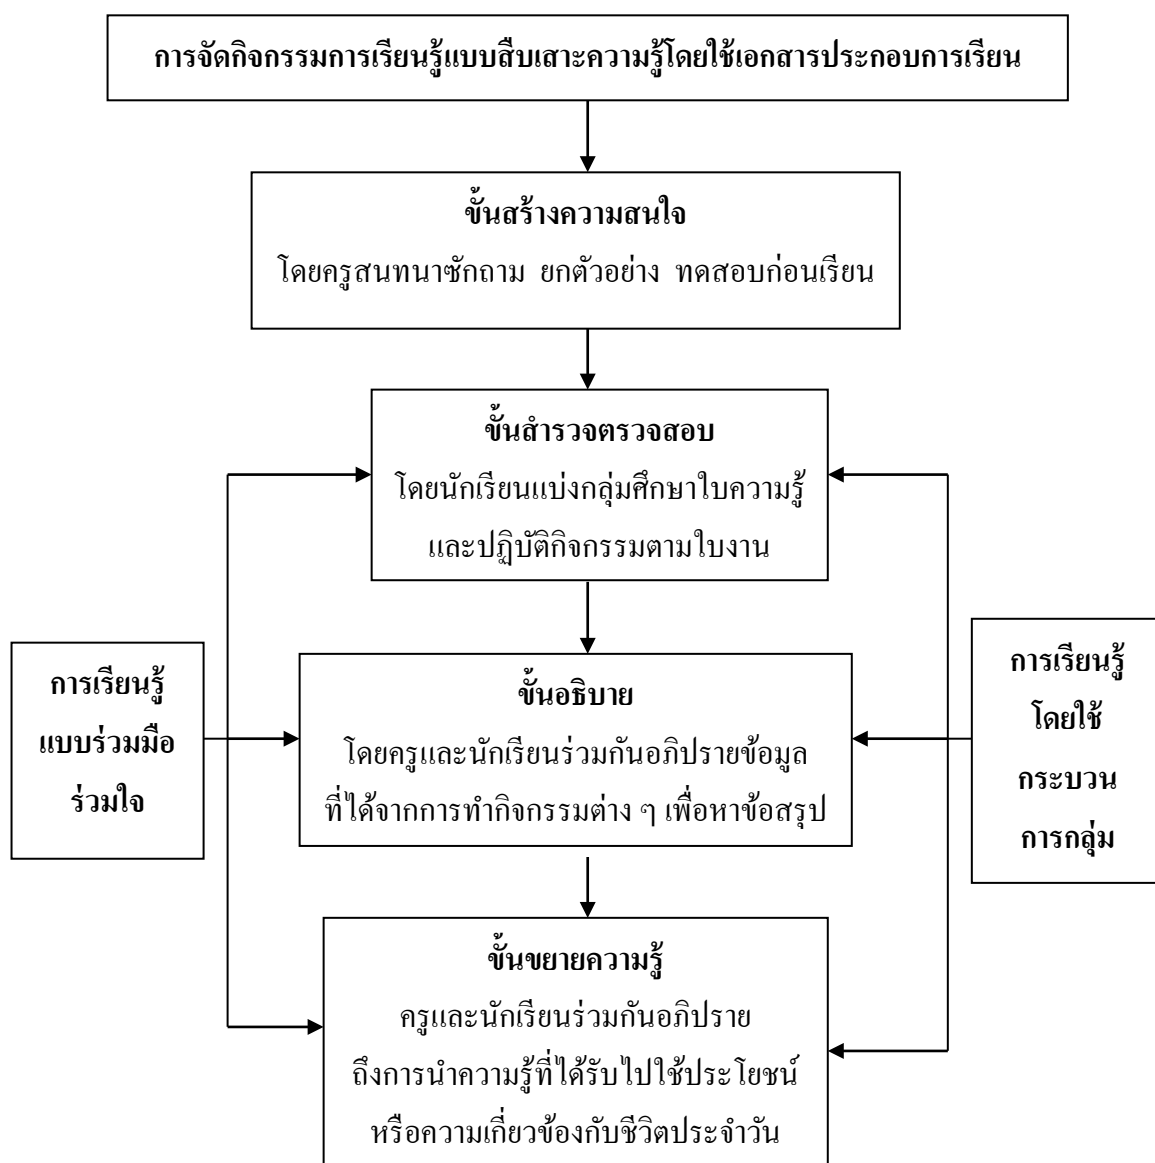 การจัดกิจกรรมการเรียนรู้แบบสืบเสาะความรู้โดยใช้เอกสารประกอบการเรียน
ขั้นสร้างความสนใจ
โดยครูสนทนาซักถาม ยกตัวอย่าง ทดสอบก่อนเรียน
ขั้นสำรวจตรวจสอบ
โดยนักเรียนแบ่งกลุ่มศึกษาใบความรู้
และปฏิบัติกิจกรรมตามใบงาน
การเรียนรู้
แบบร่วมมือ
ร่วมใจ
ขั้นอธิบาย
โดยครูและนักเรียนร่วมกันอภิปรายข้อมูล
ที่ได้จากการทำกิจกรรมต่าง ๆ เพื่อหาข้อสรุป
การเรียนรู้
โดยใช้
กระบวน
การกลุ่ม
ขั้นขยายความรู้
ครูและนักเรียนร่วมกันอภิปราย
ถึงการนำความรู้ที่ได้รับไปใช้ประโยชน์
หรือความเกี่ยวข้องกับชีวิตประจำวัน